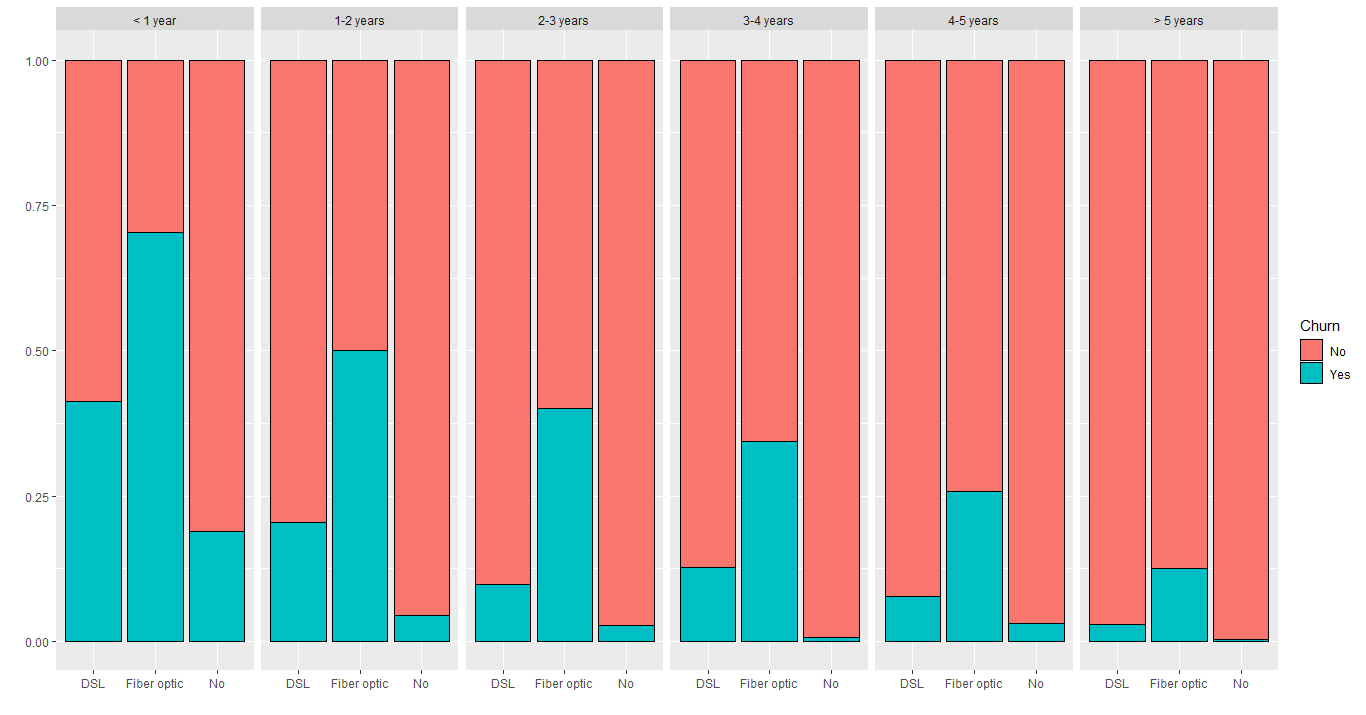 < 1 year 1-2 years 2-3 years 3-4 years 4-5 years > 5 years
1.00
0.75
0.50
0.25
0.00
DSL Fiber optic No DSL Fiber optic No DSL Fiber optic No DSL Fiber optic No DSL Fiber optic No DSL Fiber optic No
Churn
No
Yes